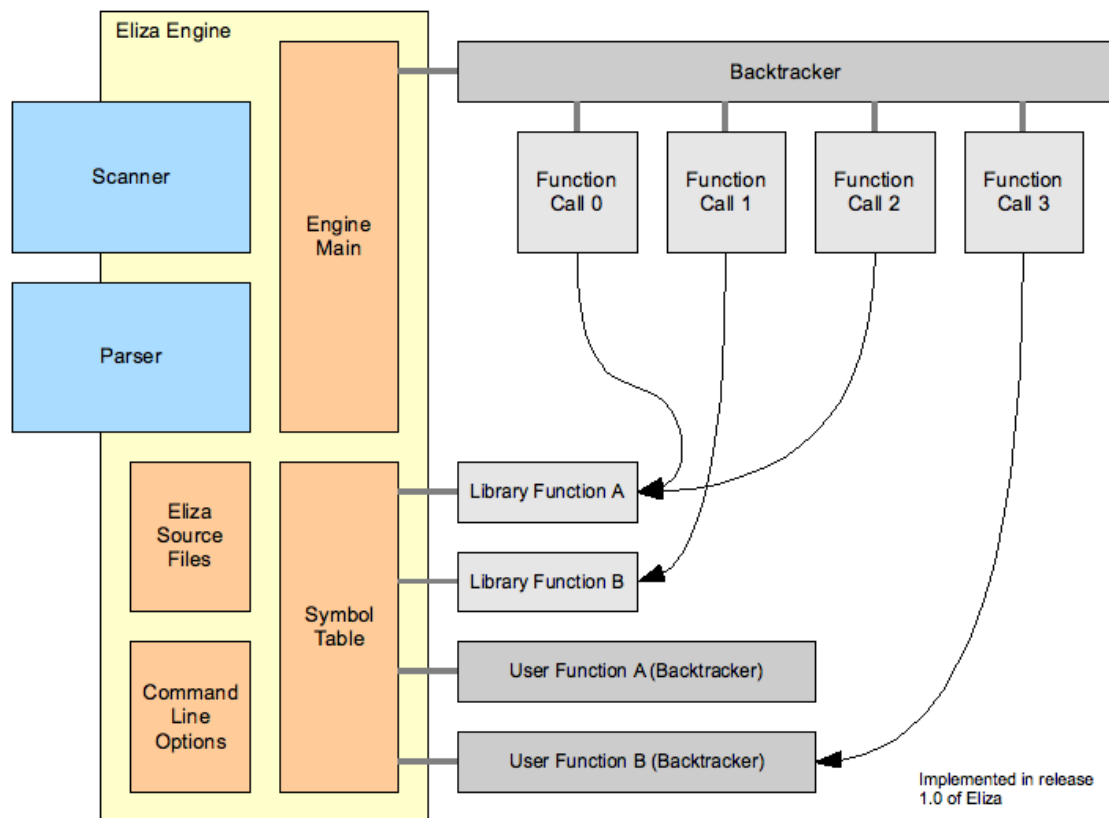 Eliza Engine
Backtracker
Scanner
Engine
Main
Function
Call 0
Function
Call 1
Function
Call 2
Function
Call 3
Parser
Eliza
Source
Files
Symbol
Table
Library Function A
Library Function B
Command
Line
Options
User Function A (Backtracker)
User Function B (Backtracker)
Implemented in release
1.0 of Eliza